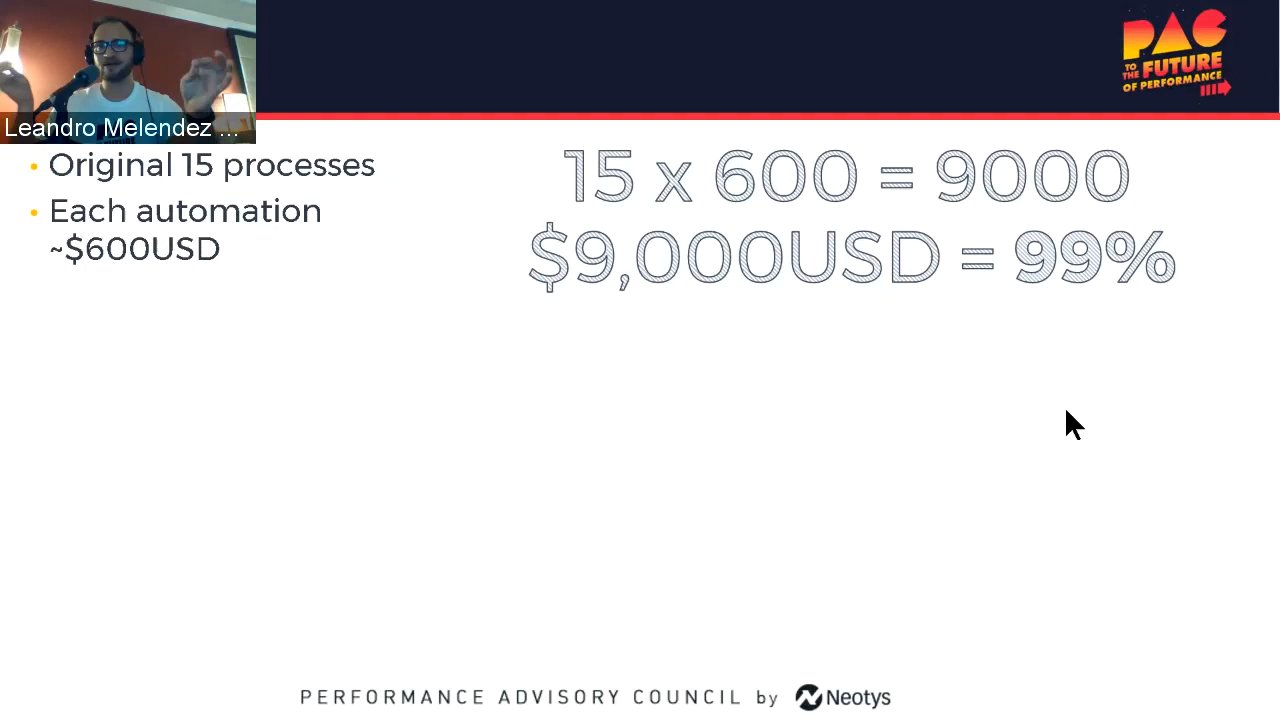 PAC
TO THE FUTURE
OF PERFORMANCE
Leandro Melendez ...
• Original 15 processes
• Each automation
~$600USD
15 x 600 = 9000
$9,000USD = 99%
PERFORMANCE ADVISORY COUNCIL by Neotys